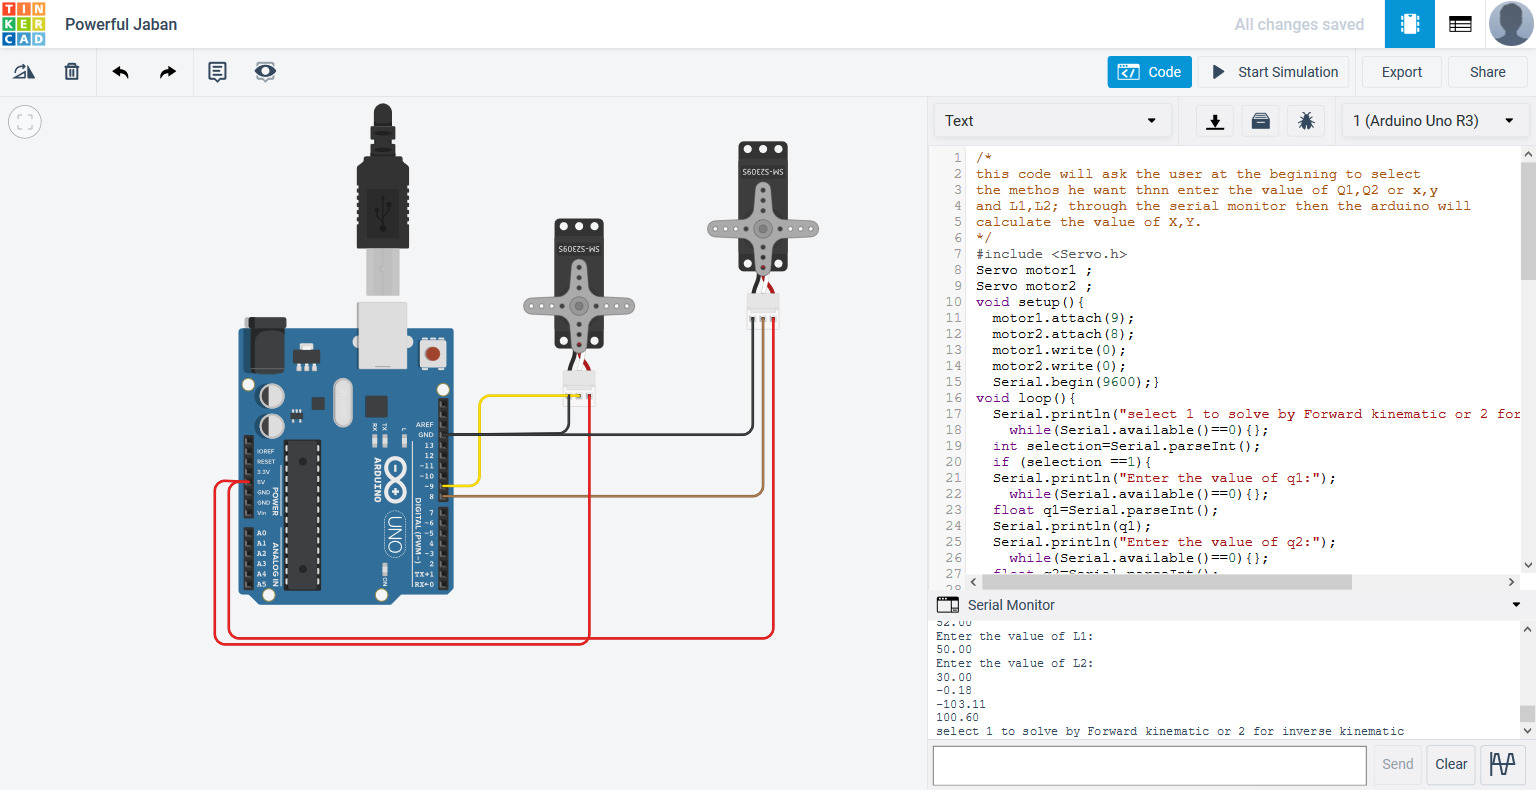 TIN
KER
CAD
Powerful Jaban
All changes saved
Code
Start Simulation
Export
Share
Text
1 (Arduino Uno R3)
SM-S2309S
SM-S2309S
AREF
GND
13
12
~11
~10
~9
8
7
~6
~5
4
~3
2
TX→1
RX←0
DIGITAL (PWM~)
IOREF
RESET
3.3V
5V
GND
GND
Vin
POWER
A0
A1
A2
A3
A4
A5
ANALOG IN
RX
TX
L
ARDUINO
UNO
ON
1 /*
2 this code will ask the user at the begining to select
3 the methos he want thnn enter the value of Q1,Q2 or x,y
4 and L1,L2; through the serial monitor then the arduino will
5 calculate the value of X,Y.
6 */
7 #include <Servo.h>
8 Servo motor1 ;
9 Servo motor2 ;
10 void setup(){
11 motor1.attach(9);
12 motor2.attach(8);
13 motor1.write(0);
14 motor2.write(0);
15 Serial.begin(9600);}
16 void loop(){
17 Serial.println("select 1 to solve by Forward kinematic or 2 for
18 while(Serial.available()==0){};
19 int selection=Serial.parseInt();
20 if (selection ==1){
21 Serial.println("Enter the value of q1:");
22 while(Serial.available()==0){};
23 float q1=Serial.parseInt();
24 Serial.println(q1);
25 Serial.println("Enter the value of q2:");
26 while(Serial.available()==0){};
27 float q2=Serial.parseInt();
28
Serial Monitor
52.00
Enter the value of L1:
50.00
Enter the value of L2:
30.00
-0.18
-103.11
100.60
select 1 to solve by Forward kinematic or 2 for inverse kinematic
Send
Clear